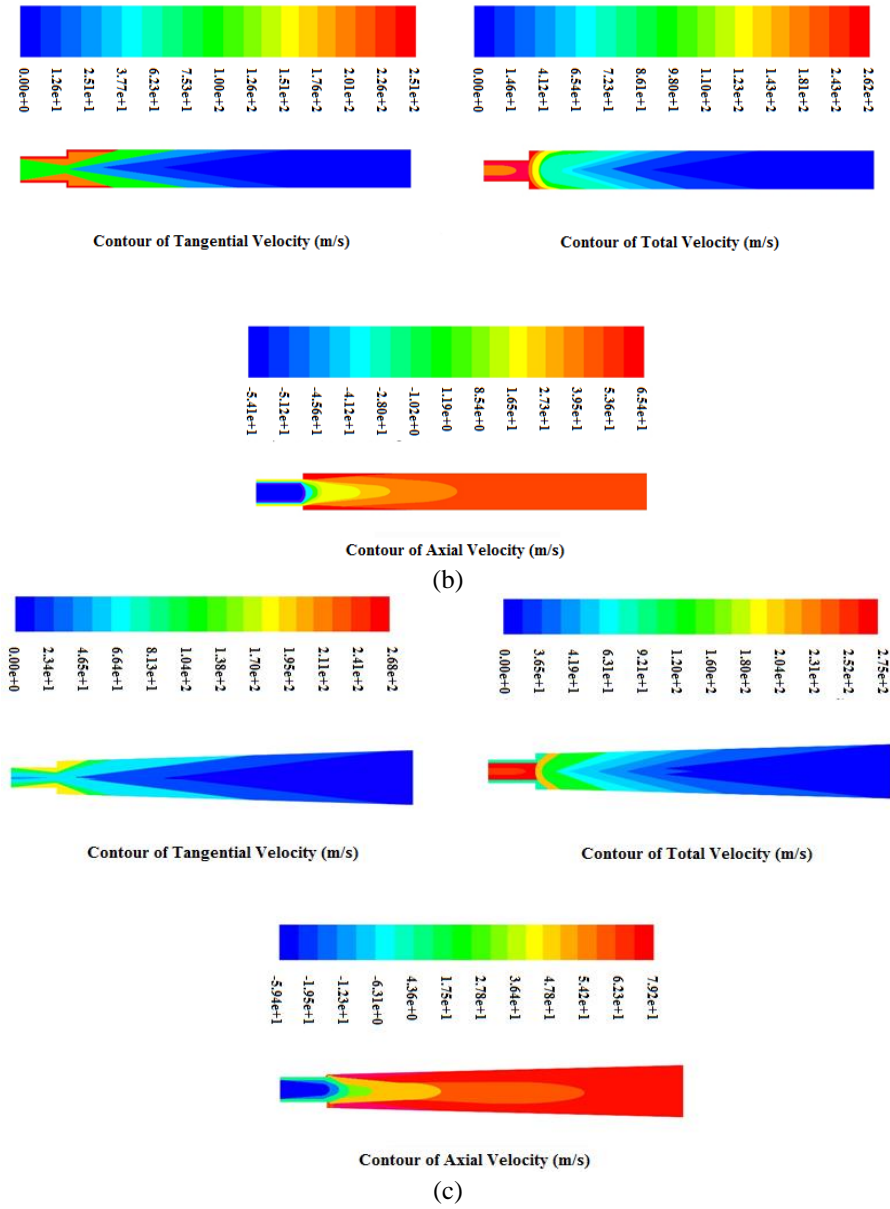 0.00e+0 1.26e+1 2.51e+1 3.77e+1 6.23e+1 7.53e+1 1.00e+2 1.26e+2 1.51e+2 1.76e+2 2.01e+2 2.26e+2 2.51e+2
0.00e+0 1.46e+1 4.12e+1 6.54e+1 7.23e+1 8.61e+1 9.80e+1 1.10e+2 1.23e+2 1.43e+2 1.81e+2 2.43e+2 2.62e+2
Contour of Tangential Velocity (m/s)
Contour of Total Velocity (m/s)
-5.41e+1 -5.12e+1 -4.56e+1 -4.12e+1 -2.80e+1 -1.02e+0 1.19e+0 8.54e+0 1.65e+1 2.73e+1 3.95e+1 5.36e+1 6.54e+1
Contour of Axial Velocity (m/s)
(b)
0.00e+0 2.34e+1 4.65e+1 6.64e+1 8.13e+1 1.04e+2 1.38e+2 1.70e+2 1.95e+2 2.11e+2 2.41e+2 2.68e+2
0.00e+0 3.65e+1 4.19e+1 6.31e+1 9.21e+1 1.20e+2 1.60e+2 1.80e+2 2.04e+2 2.31e+2 2.52e+2 2.75e+2
Contour of Tangential Velocity (m/s)
Contour of Total Velocity (m/s)
-5.94e+1 -1.95e+1 -1.23e+1 -6.31e+0 4.36e+0 1.75e+1 2.78e+1 3.64e+1 4.78e+1 5.42e+1 6.23e+1 7.92e+1
Contour of Axial Velocity (m/s)
(c)